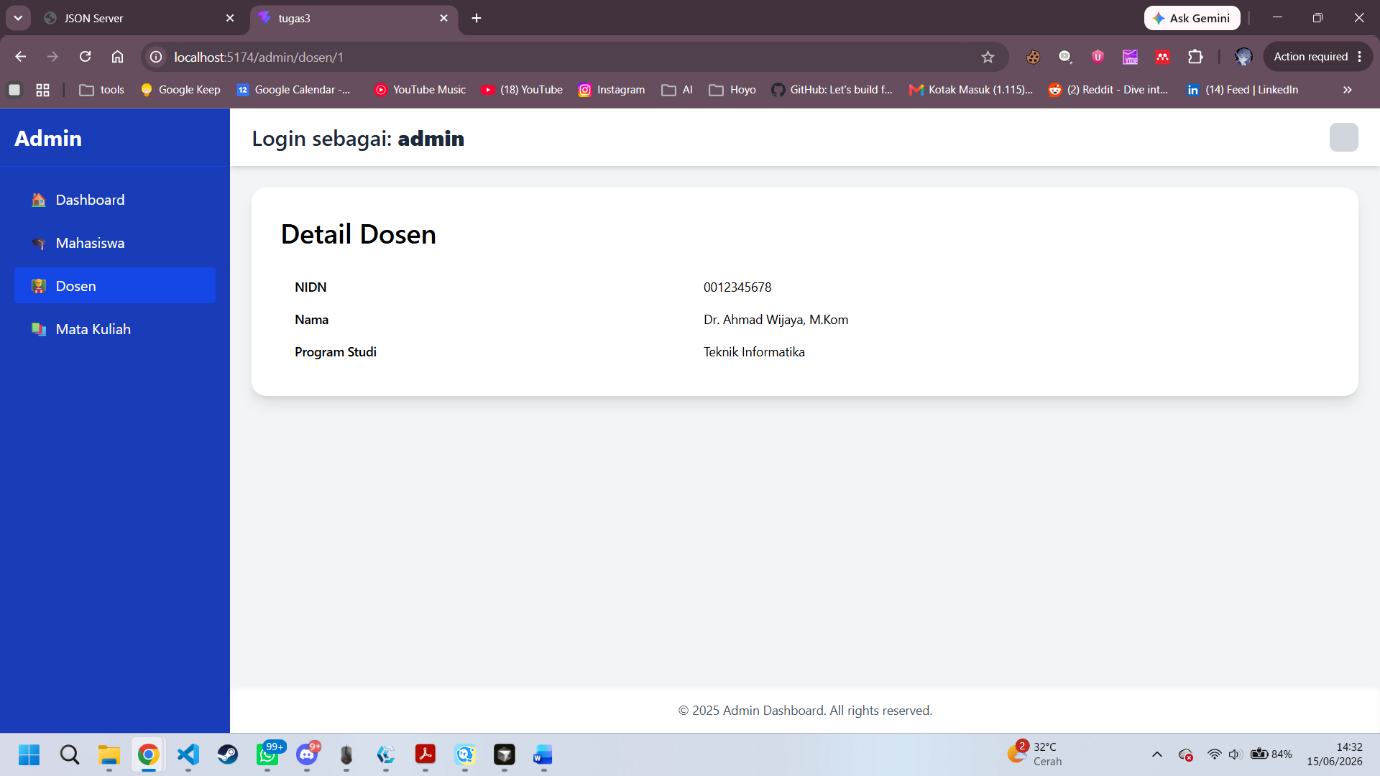 JSON Server
tugas3
Ask Gemini
localhost:5174/admin/dosen/1
Action required
tools
Google Keep
12
Google Calendar -...
YouTube Music
(18) YouTube
Instagram
AI
Hoyo
GitHub: Let's build f...
Kotak Masuk (1.115)...
(2) Reddit - Dive int...
(14) Feed | LinkedIn
Admin
Login sebagai: admin
Dashboard
Mahasiswa
Dosen
Mata Kuliah
Detail Dosen
NIDN 0012345678
Nama Dr. Ahmad Wijaya, M.Kom
Program Studi Teknik Informatika
© 2025 Admin Dashboard. All rights reserved.
99+
9+
2
32°C
Cerah
84%
14:32
15/06/2026